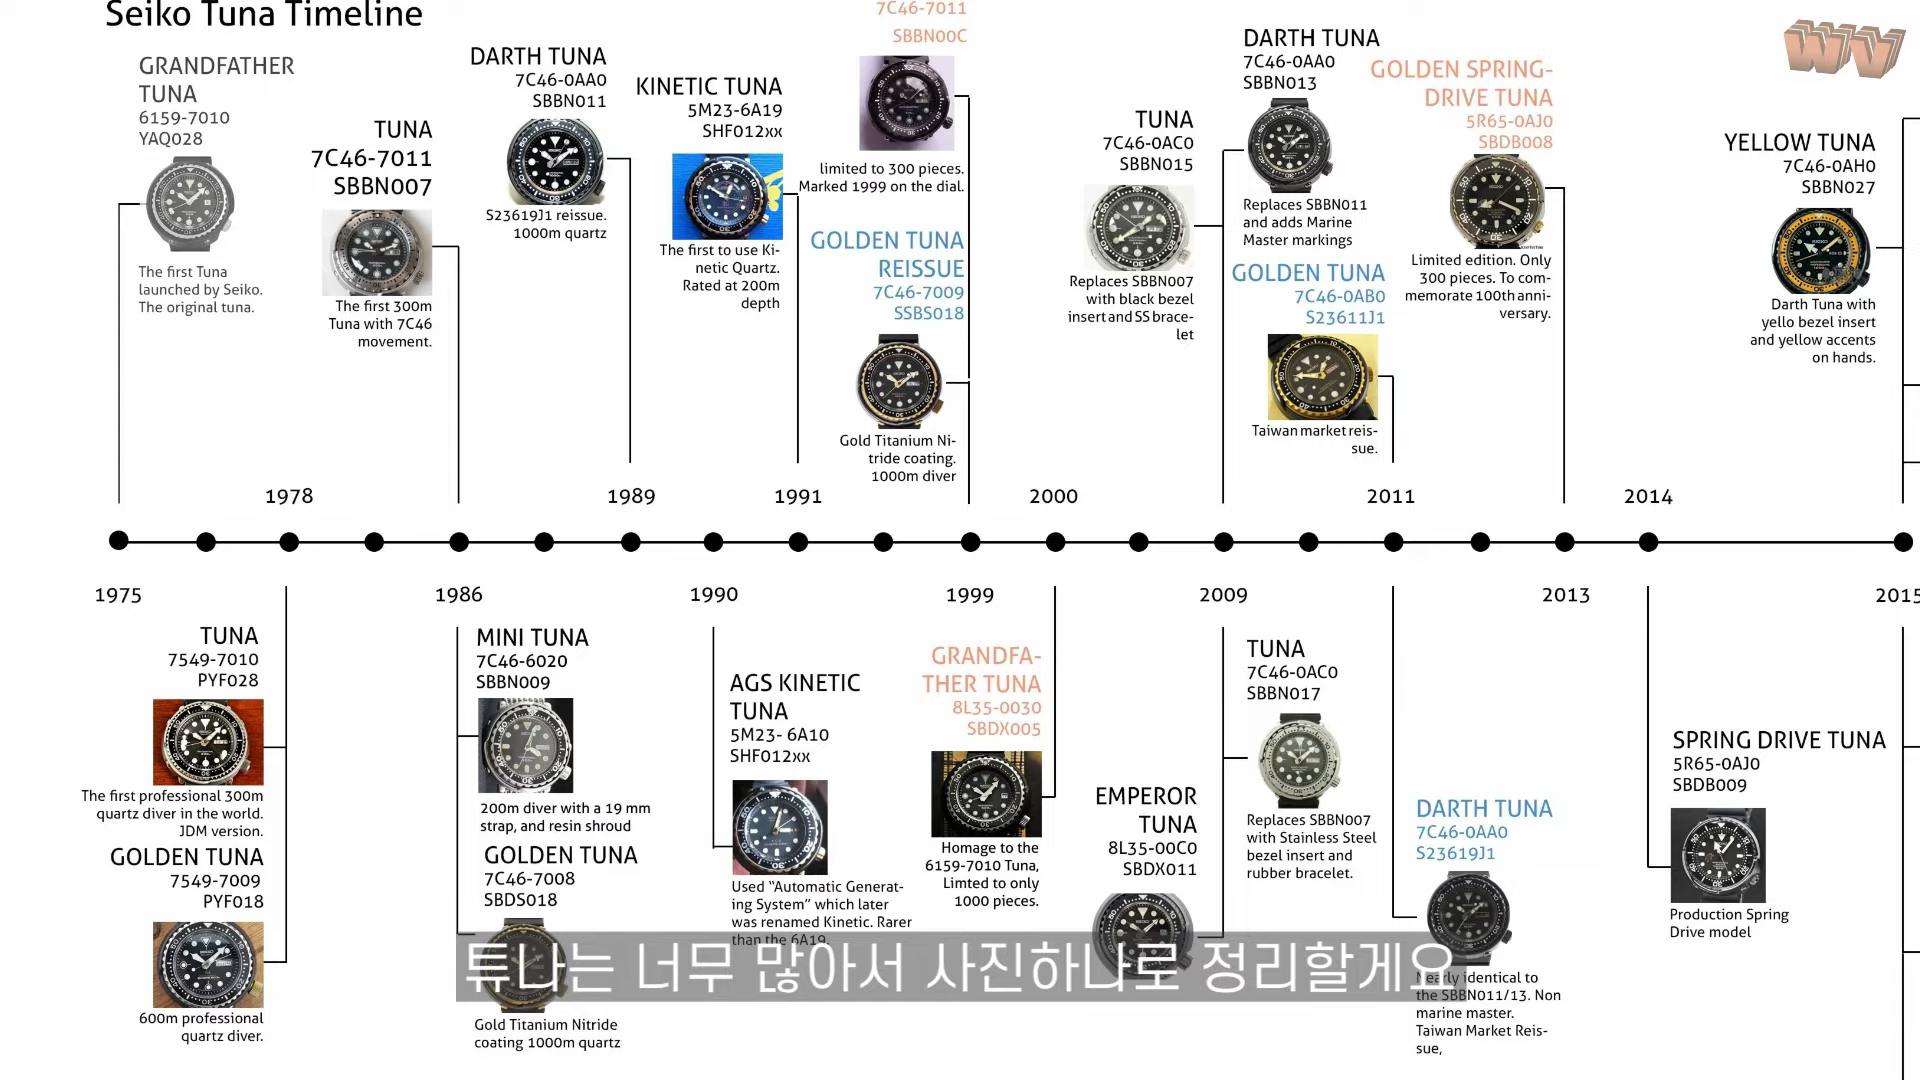 Seiko Tuna Timeline
GRANDFATHER
TUNA
6159-7010
YAQ028
The first Tuna
launched by Seiko.
The original tuna.
TUNA
7C46-7011
SBBN007
The first 300m
Tuna with 7C46
movement.
DARTH TUNA
7C46-0AA0
SBBN011
S23619J1 reissue.
1000m quartz
KINETIC TUNA
5M23-6A19
SHF012xx
The first to use Ki-
netic Quartz.
Rated at 200m
depth
7C46-7011
SBBN00C
limited to 300 pieces.
Marked 1999 on the dial.
GOLDEN TUNA
REISSUE
7C46-7009
SSBS018
Gold Titanium Ni-
tride coating.
1000m diver
TUNA
7C46-0AC0
SBBN015
Replaces SBBN007
with black bezel
insert and SS brace-
let
DARTH TUNA
7C46-0AA0
SBBN013
Replaces SBBN011
and adds Marine
Master markings
GOLDEN TUNA
7C46-0AB0
S23611J1
Taiwan market reis-
sue.
GOLDEN SPRING-
DRIVE TUNA
5R65-0AJ0
SBDB008
Limited edition. Only
300 pieces. To com-
memorate 100th anni-
versary.
YELLOW TUNA
7C46-0AH0
SBBN027
Darth Tuna with
yello bezel insert
and yellow accents
on hands.
WV
1978
1989
1991
2000
2011
2014
1975
1986
1990
1999
2009
2013
2015
TUNA
7549-7010
PYF028
The first professional 300m
quartz diver in the world.
JDM version.
GOLDEN TUNA
7549-7009
PYF018
600m professional
quartz diver.
MINI TUNA
7C46-6020
SBBN009
200m diver with a 19 mm
strap, and resin shroud
GOLDEN TUNA
7C46-7008
SBDS018
Gold Titanium Nitride
coating 1000m quartz
AGS KINETIC
TUNA
5M23- 6A10
SHF012xx
Used “Automatic Generat-
ing System” which later
was renamed Kinetic. Rarer
than the 6A19.
GRANDFA-
THER TUNA
8L35-0030
SBDX005
Homage to the
6159-7010 Tuna,
Limted to only
1000 pieces.
EMPEROR
TUNA
8L35-00C0
SBDX011
TUNA
7C46-0AC0
SBBN017
Replaces SBBN007
with Stainless Steel
bezel insert and
rubber bracelet.
DARTH TUNA
7C46-0AA0
S23619J1
Nearly identical to
the SBBN011/13. Non
marine master.
Taiwan Market Reis-
sue,
SPRING DRIVE TUNA
5R65-0AJ0
SBDB009
Production Spring
Drive model
투나는 너무 많아서 사진하나로 정리할게요